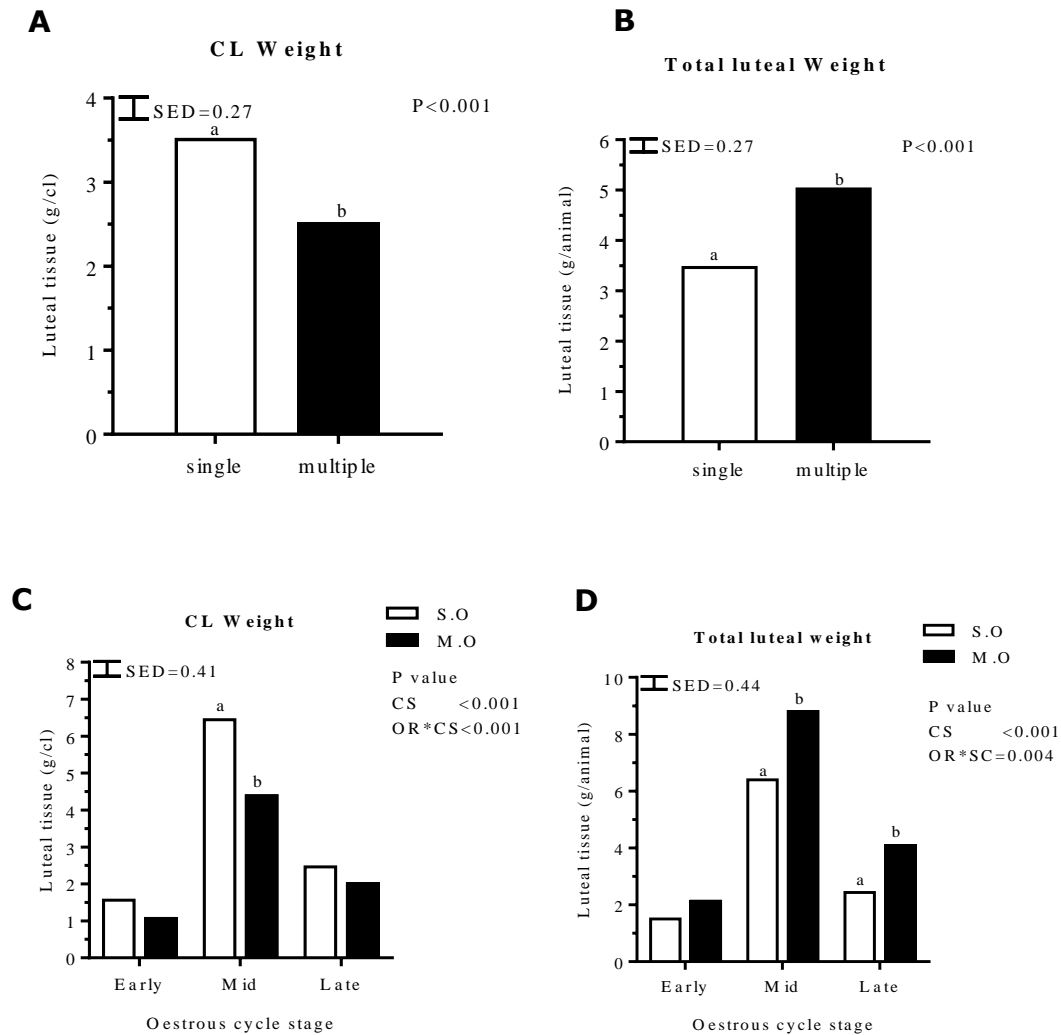 A
CL Weight
Luteal tissue (g/cl)
4
3
2
1
0
SED=0.27
P<0.001
a
b
single
multiple
B
Total luteal Weight
Luteal tissue (g/animal)
6
5
4
3
2
1
0
SED=0.27
P<0.001
a
b
single
multiple
C
CL Weight
S.O
M.O
P value
CS <0.001
OR*CS<0.001
Luteal tissue (g/cl)
8
7
6
5
4
3
2
1
0
SED=0.41
a
b
Early
Mid
Late
Oestrous cycle stage
D
Total luteal weight
S.O
M.O
P value
CS <0.001
OR*SC=0.004
Luteal tissue (g/animal)
10
8
6
4
2
0
SED=0.44
a
b
a
b
Early
Mid
Late
Oestrous cycle stage